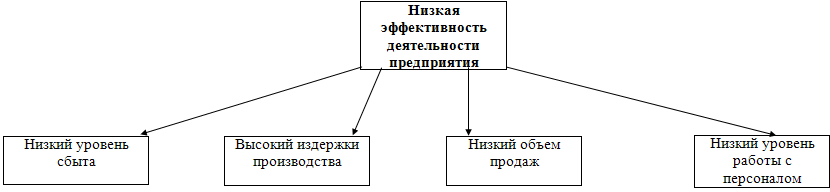 Низкая
эффективность
деятельности
предприятия
Низкий уровень
сбыта
Высокий издержки
производства
Низкий объем
продаж
Низкий уровень
работы с
персоналом